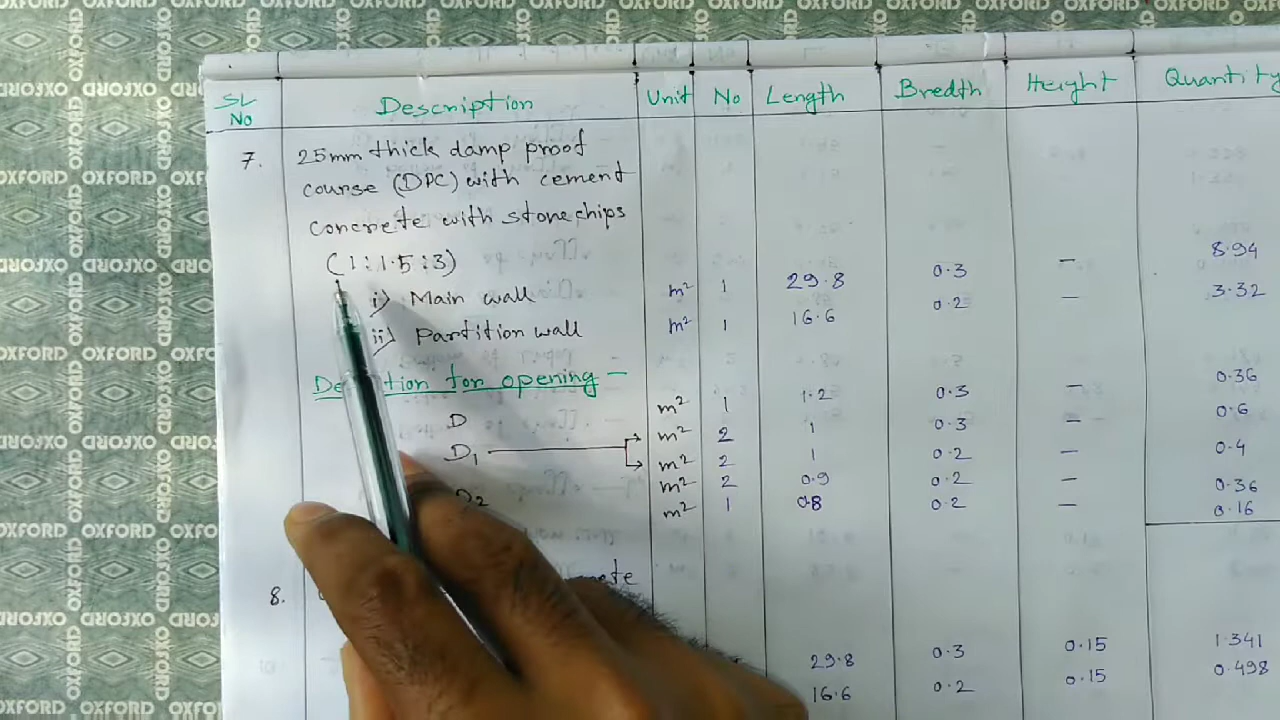 SL No Description Unit No Length Bredth Height Quantity
7. 25mm thick damp proof
course (DPC) with cement
concrete with stone chips
(1:1.5:3)
i) Main wall m² 1 29.8 0.3 — 8.94
ii) Partition wall m² 1 16.6 0.2 — 3.32
for opening —
D m² 1 1.2 0.3 — 0.36
D1 m² 2 1 0.3 — 0.6
m² 2 1 0.2 — 0.4
D2 m² 2 0.9 0.2 — 0.36
m² 1 0.8 0.2 — 0.16
8.
29.8 0.3 0.15 1.341
16.6 0.2 0.15 0.498
OXFORD